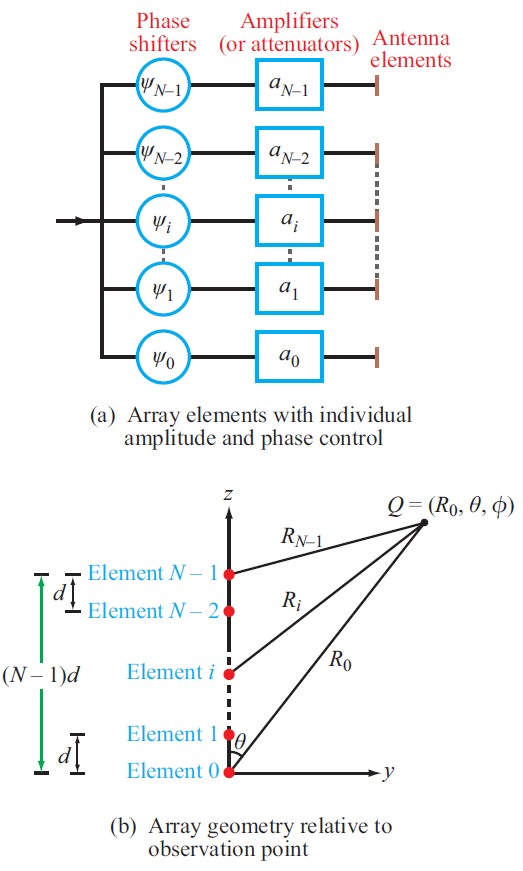 Phase
shifters
Amplifiers
(or attenuators)
Antenna
elements
ψN–1
aN–1
ψN–2
aN–2
ψi
ai
ψ1
a1
ψ0
a0
(a) Array elements with individual
amplitude and phase control
z
Q = (R0, θ, ϕ)
RN–1
Element N – 1
d
Element N – 2
Ri
(N – 1)d
Element i
R0
Element 1
θ
d
Element 0
y
(b) Array geometry relative to
observation point